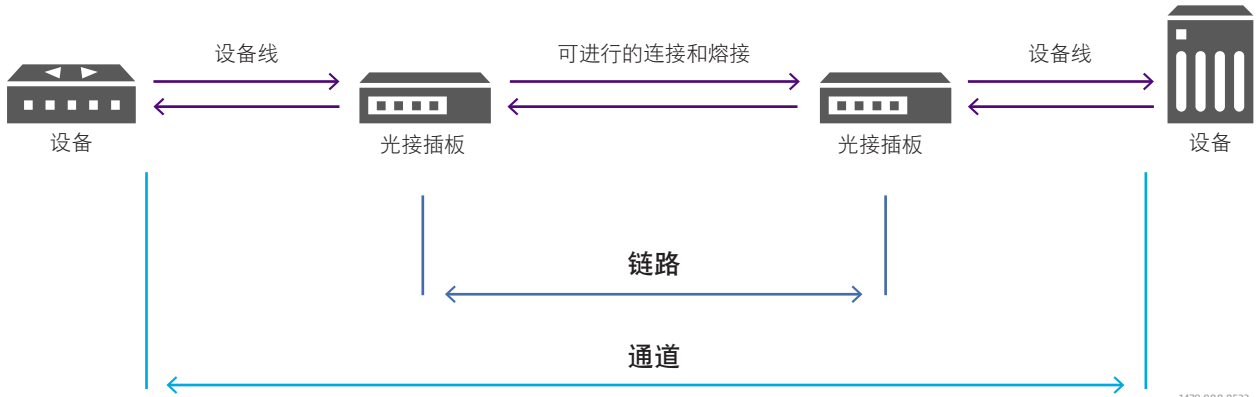 设备线
可进行的连接和熔接
设备线
设备
光接插板
光接插板
设备
链路
通道